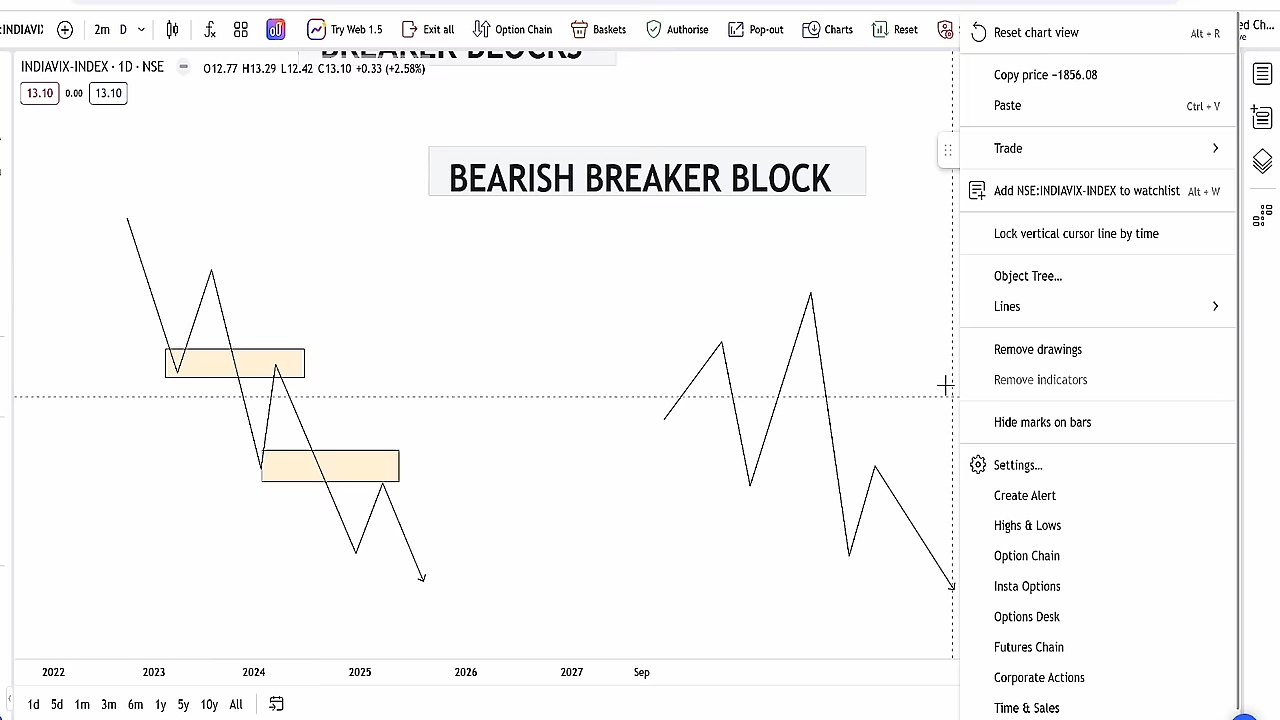 :INDIAVIX
2m
D
Try Web 1.5
Exit all
Option Chain
Baskets
Authorise
Pop-out
Charts
Reset
ed Ch...
BREAKER BLOCKS
INDIAVIX-INDEX · 1D · NSE
O12.77 H13.29 L12.42 C13.10 +0.33 (+2.58%)
13.10
0.00
13.10
BEARISH BREAKER BLOCK
Reset chart view Alt + R
Copy price −1856.08
Paste Ctrl + V
Trade
Add NSE:INDIAVIX-INDEX to watchlist Alt + W
Lock vertical cursor line by time
Object Tree...
Lines
Remove drawings
Remove indicators
Hide marks on bars
Settings...
Create Alert
Highs & Lows
Option Chain
Insta Options
Options Desk
Futures Chain
Corporate Actions
Time & Sales
2022 2023 2024 2025 2026 2027 Sep
1d 5d 1m 3m 6m 1y 5y 10y All